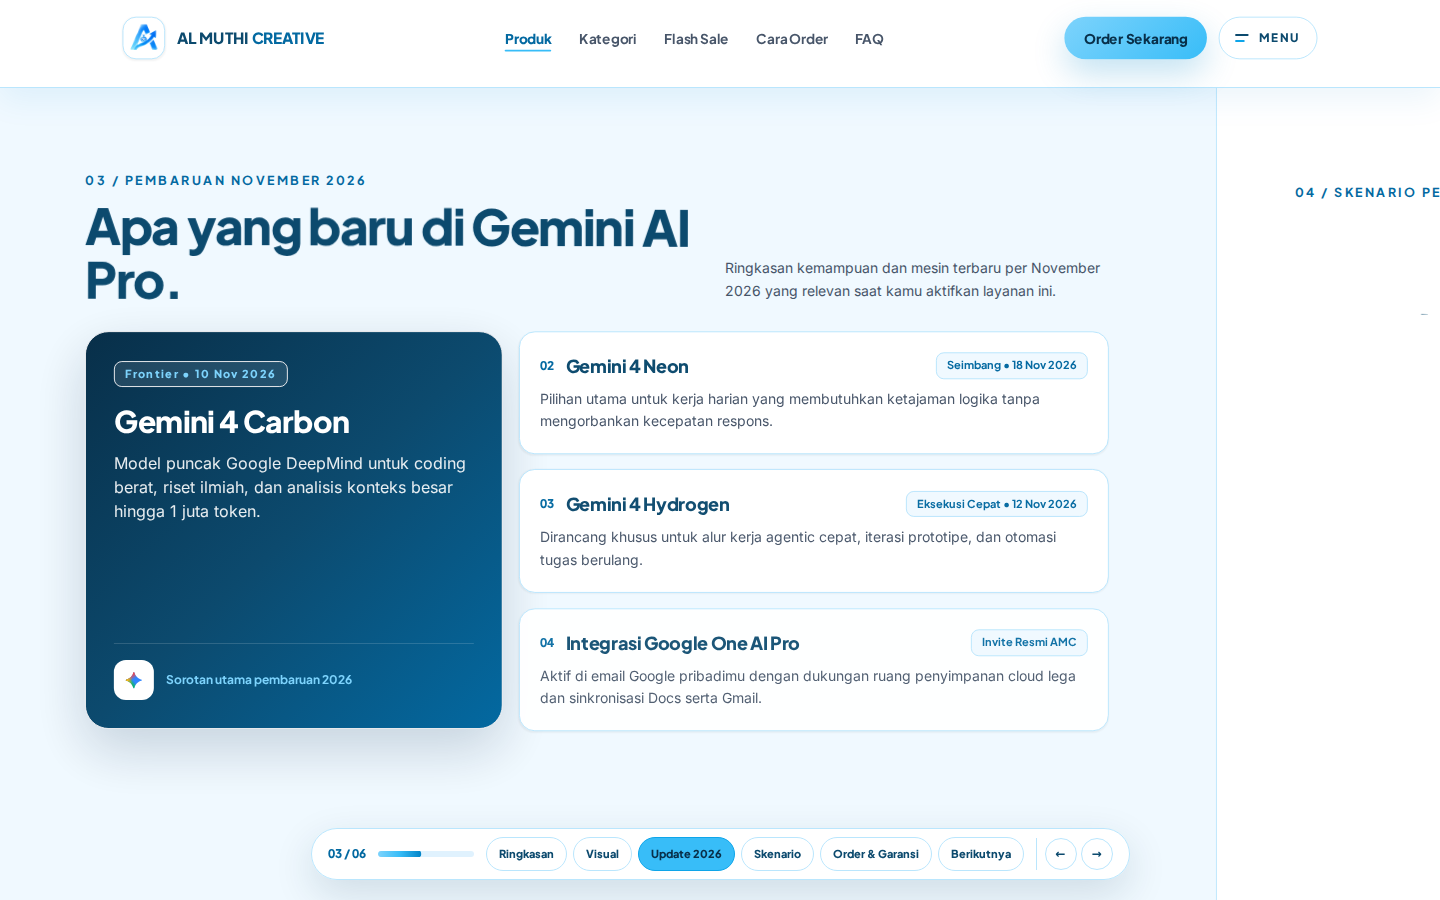 AL MUTHI CREATIVE
Produk
Kategori
Flash Sale
Cara Order
FAQ
Order Sekarang
MENU
03 / PEMBARUAN NOVEMBER 2026
Apa yang baru di Gemini AI
Pro.
Ringkasan kemampuan dan mesin terbaru per November
2026 yang relevan saat kamu aktifkan layanan ini.
04 / SKENARIO PE
Frontier • 10 Nov 2026
Gemini 4 Carbon
Model puncak Google DeepMind untuk coding
berat, riset ilmiah, dan analisis konteks besar
hingga 1 juta token.
Sorotan utama pembaruan 2026
02 Gemini 4 Neon
Seimbang • 18 Nov 2026
Pilihan utama untuk kerja harian yang membutuhkan ketajaman logika tanpa
mengorbankan kecepatan respons.
03 Gemini 4 Hydrogen
Eksekusi Cepat • 12 Nov 2026
Dirancang khusus untuk alur kerja agentic cepat, iterasi prototipe, dan otomasi
tugas berulang.
04 Integrasi Google One AI Pro
Invite Resmi AMC
Aktif di email Google pribadimu dengan dukungan ruang penyimpanan cloud lega
dan sinkronisasi Docs serta Gmail.
03 / 06
Ringkasan
Visual
Update 2026
Skenario
Order & Garansi
Berikutnya
← →